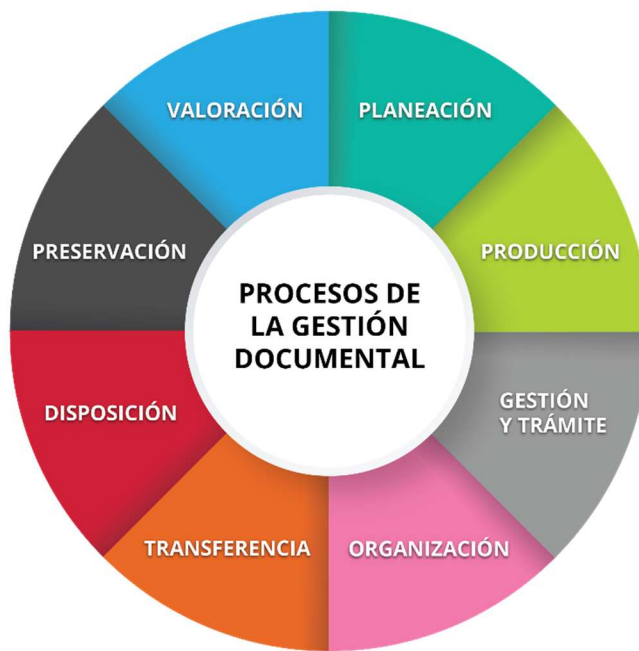 PROCESOS DE
LA GESTIÓN
DOCUMENTAL
PLANEACIÓN
PRODUCCIÓN
GESTIÓN
Y TRÁMITE
ORGANIZACIÓN
TRANSFERENCIA
DISPOSICIÓN
PRESERVACIÓN
VALORACIÓN